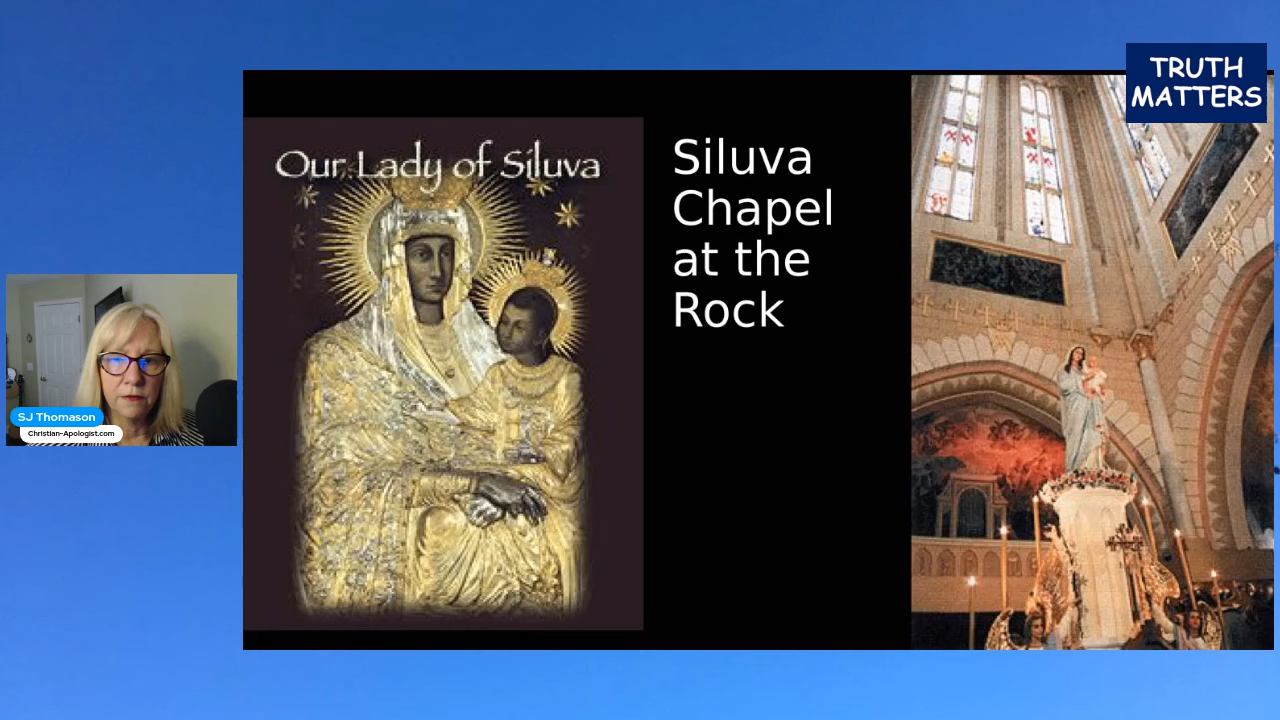 TRUTH
MATTERS
Our Lady of Siluva
Siluva
Chapel
at the
Rock
SJ Thomason
Christian-Apologist.com